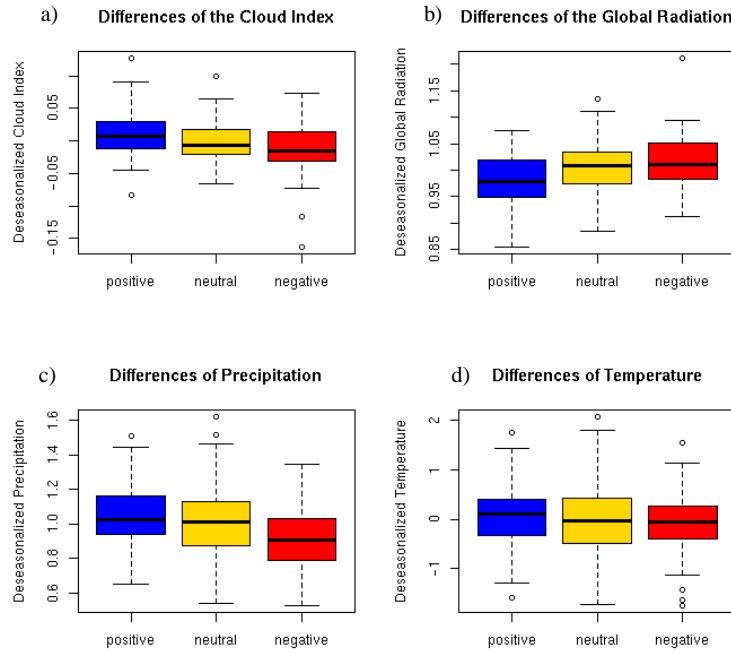 a) Differences of the Cloud Index
Deseasonalized Cloud Index
0.05
−0.05
−0.15
positive neutral negative
b) Differences of the Global Radiation
Deseasonalized Global Radiation
1.15
1.05
0.95
0.85
positive neutral negative
c) Differences of Precipitation
Deseasonalized Precipitation
1.6
1.4
1.2
1.0
0.8
0.6
positive neutral negative
d) Differences of Temperature
Deseasonalized Temperature
2
1
0
−1
positive neutral negative